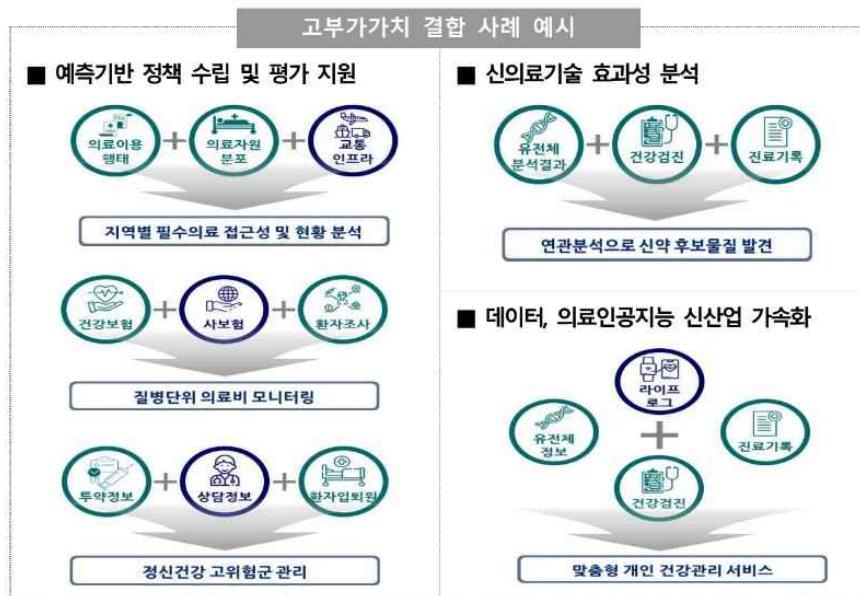 고부가가치 결합 사례 예시
■ 예측기반 정책 수립 및 평가 지원
의료이용
행태
+
의료자원
분포
+
교통
인프라
지역별 필수의료 접근성 및 현황 분석
건강보험
+
사보험
+
환자조사
질병단위 의료비 모니터링
투약정보
+
상담정보
+
환자입퇴원
정신건강 고위험군 관리
■ 신의료기술 효과성 분석
유전체
분석결과
+
건강검진
+
진료기록
연관분석으로 신약 후보물질 발견
■ 데이터, 의료인공지능 신산업 가속화
라이프
로그
유전체
정보
+
진료기록
건강검진
맞춤형 개인 건강관리 서비스